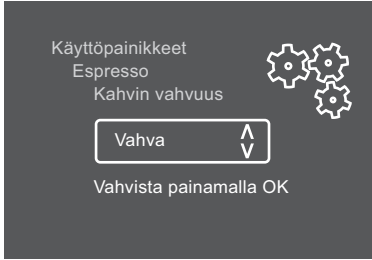 Käyttöpainikkeet
Espresso
Kahvin vahvuus
Vahva
Vahvista painamalla OK